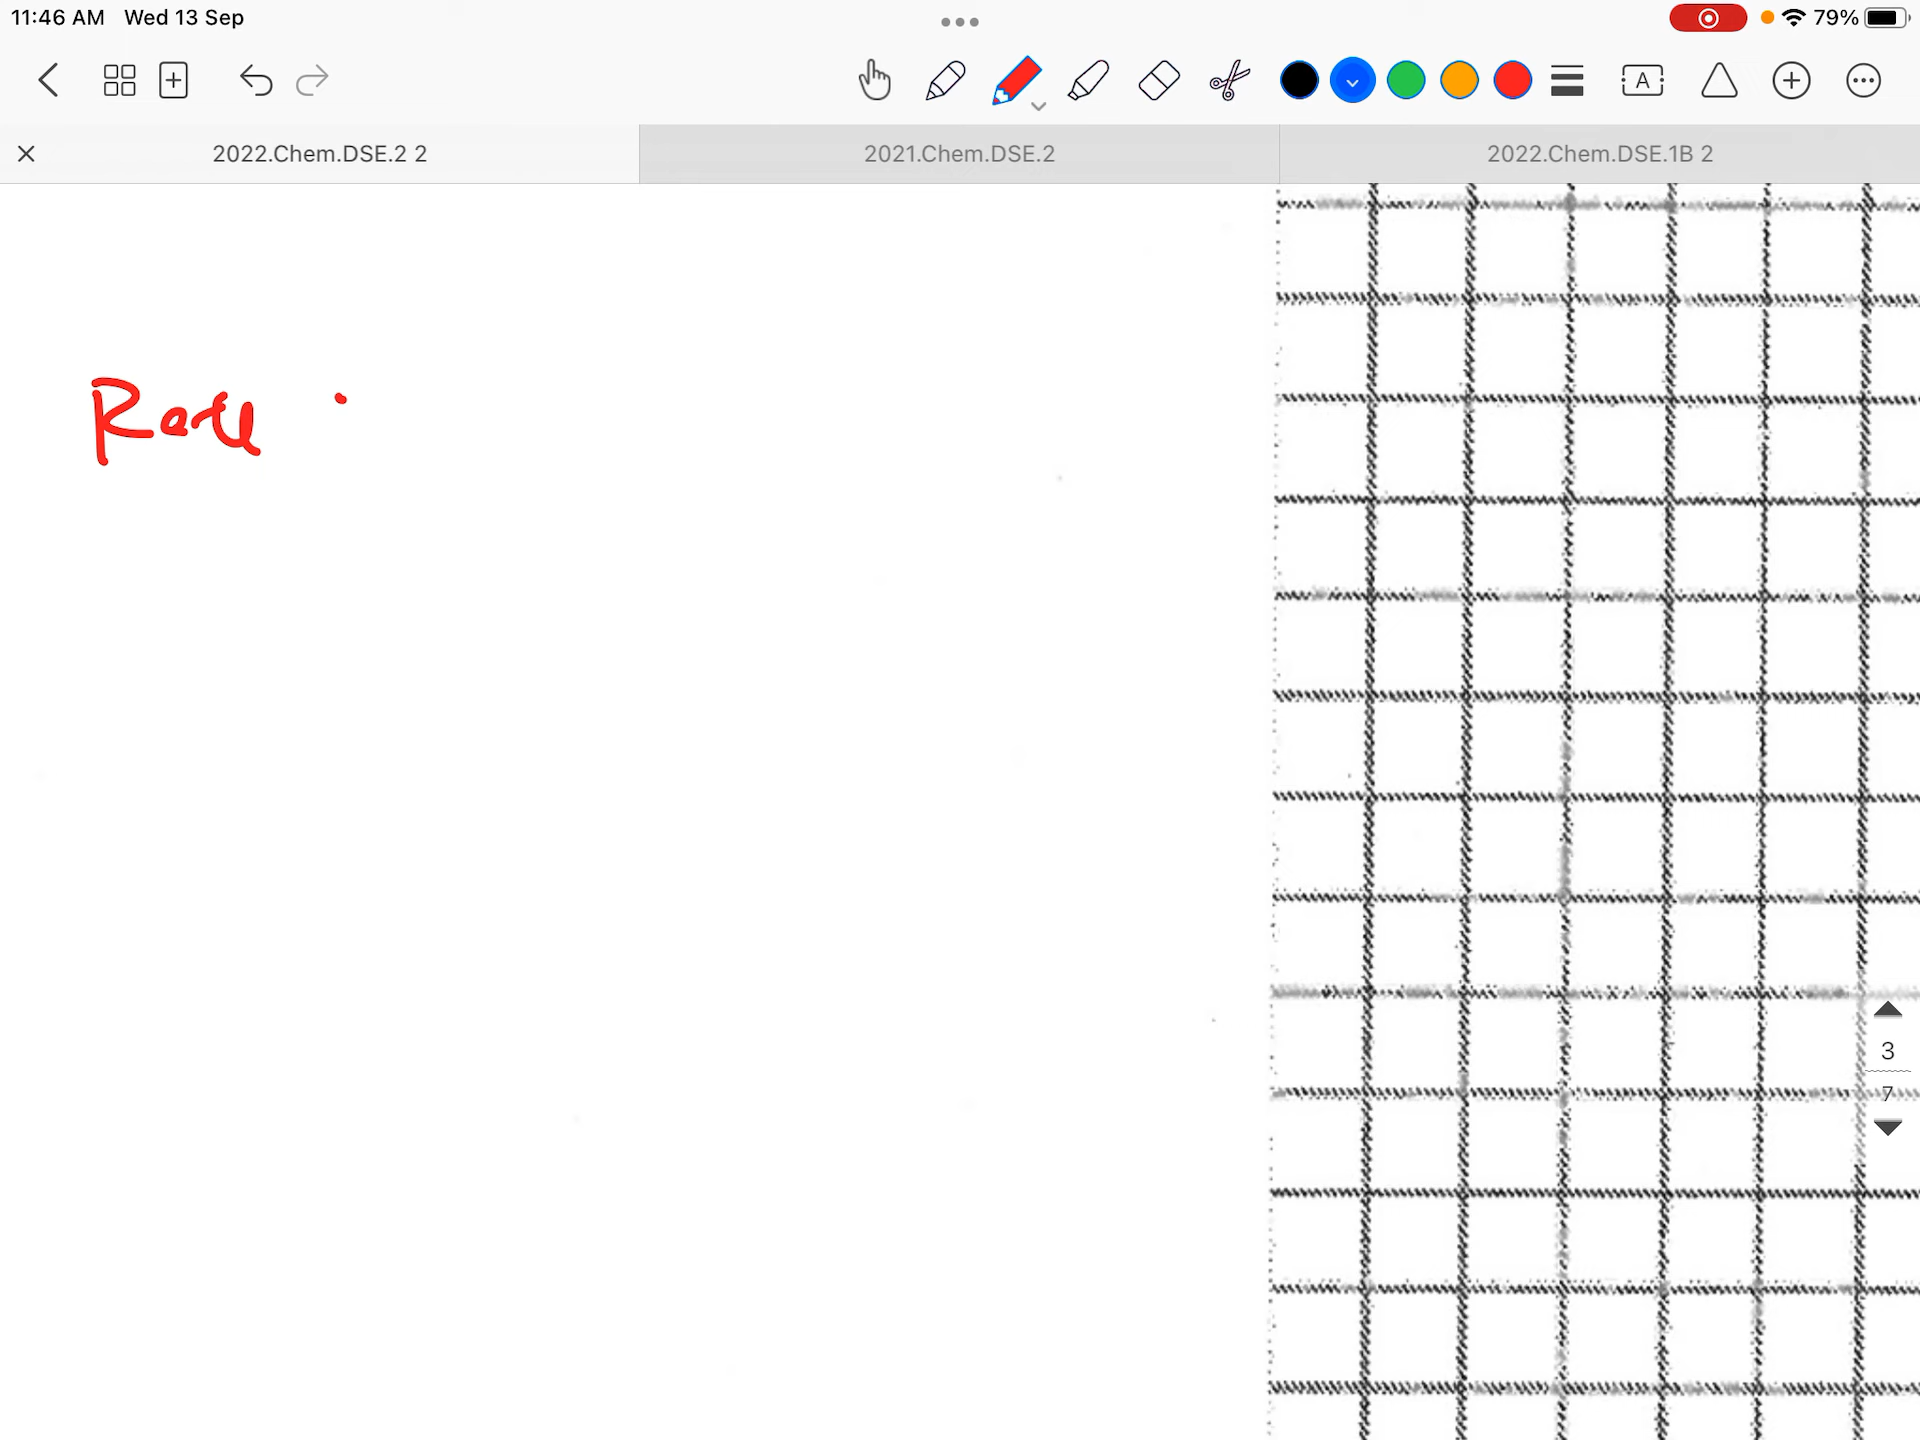 11:46 AM Wed 13 Sep
79%
A
2022.Chem.DSE.2 2
2021.Chem.DSE.2
2022.Chem.DSE.1B 2
Rate
3
7